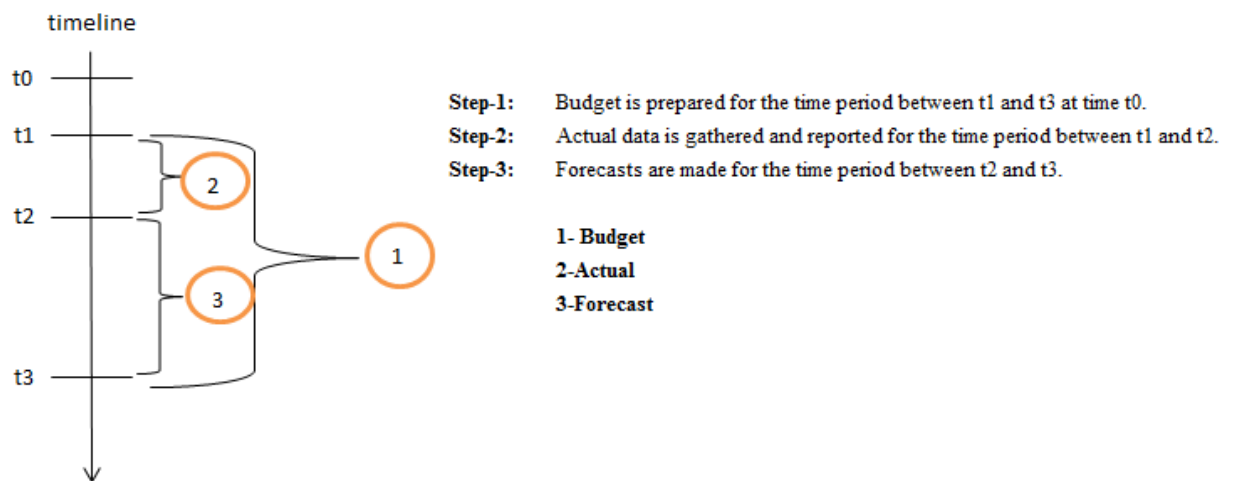 timeline
t0
t1
t2
t3
2
3
1
Step-1: Budget is prepared for the time period between t1 and t3 at time t0.
Step-2: Actual data is gathered and reported for the time period between t1 and t2.
Step-3: Forecasts are made for the time period between t2 and t3.
1- Budget
2-Actual
3-Forecast